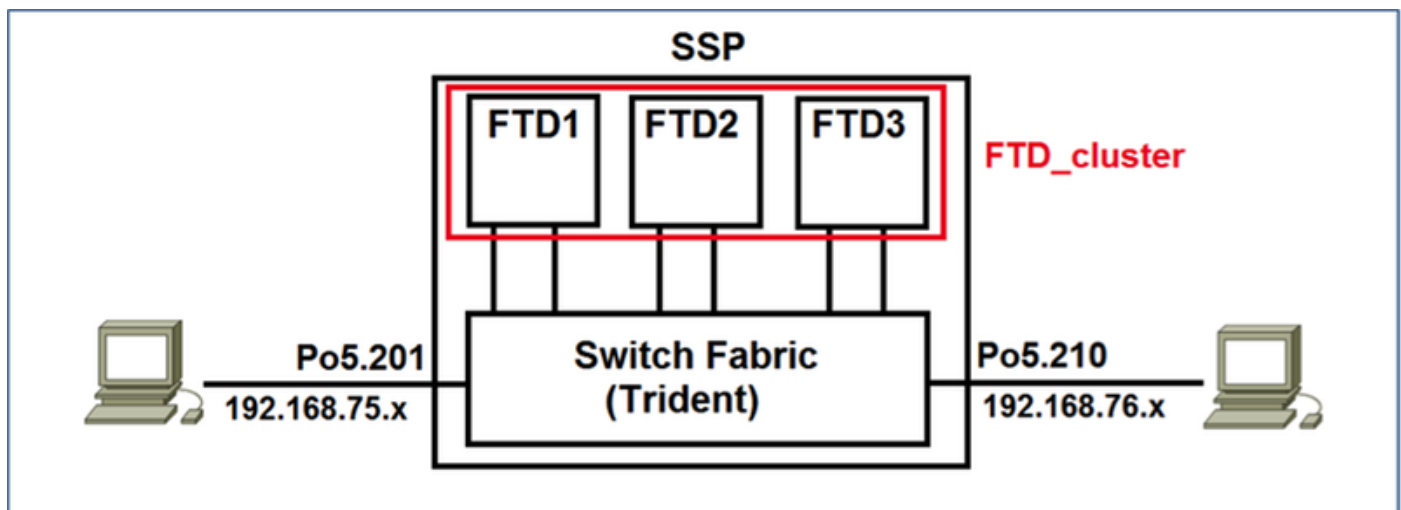 SSP
FTD1
FTD2
FTD3
FTD_cluster
Po5.201
192.168.75.x
Switch Fabric
(Trident)
Po5.210
192.168.76.x